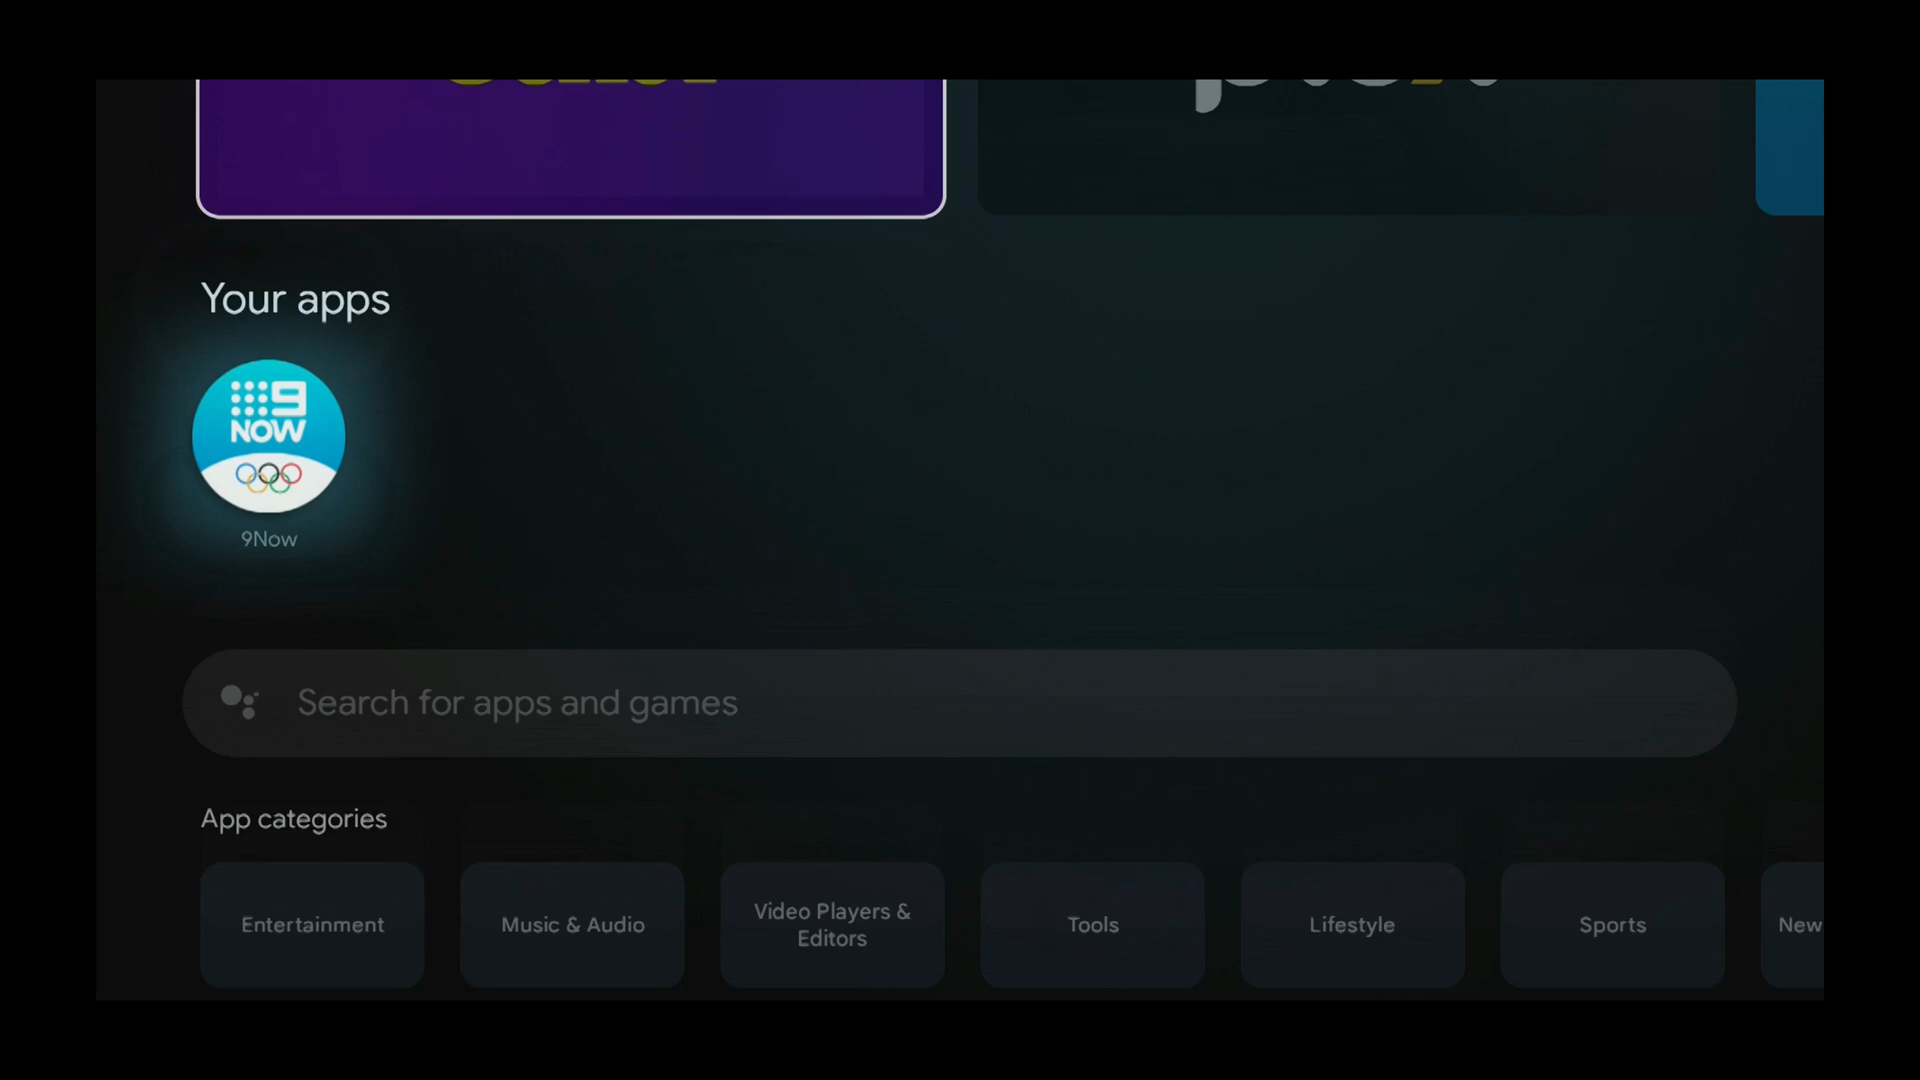 Your apps
9
NOW
9Now
Search for apps and games
App categories
Entertainment
Music & Audio
Video Players &
Editors
Tools
Lifestyle
Sports
New